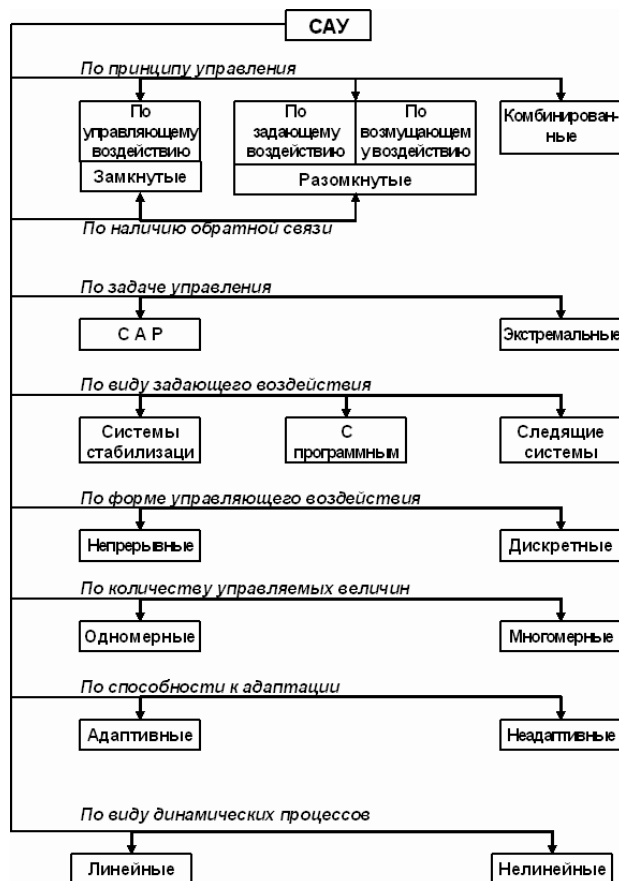 САУ
По принципу управления
По
управляющему
воздействию
Замкнутые
По
задающему
воздействию
По
возмущающем
у воздействию
Разомкнутые
Комбинирован-
ные
По наличию обратной связи
По задаче управления
С А Р
Экстремальные
По виду задающего воздействия
Системы
стабилизаци
С
программным
Следящие
системы
По форме управляющего воздействия
Непрерывные
Дискретные
По количеству управляемых величин
Одномерные
Многомерные
По способности к адаптации
Адаптивные
Неадаптивные
По виду динамических процессов
Линейные
Нелинейные